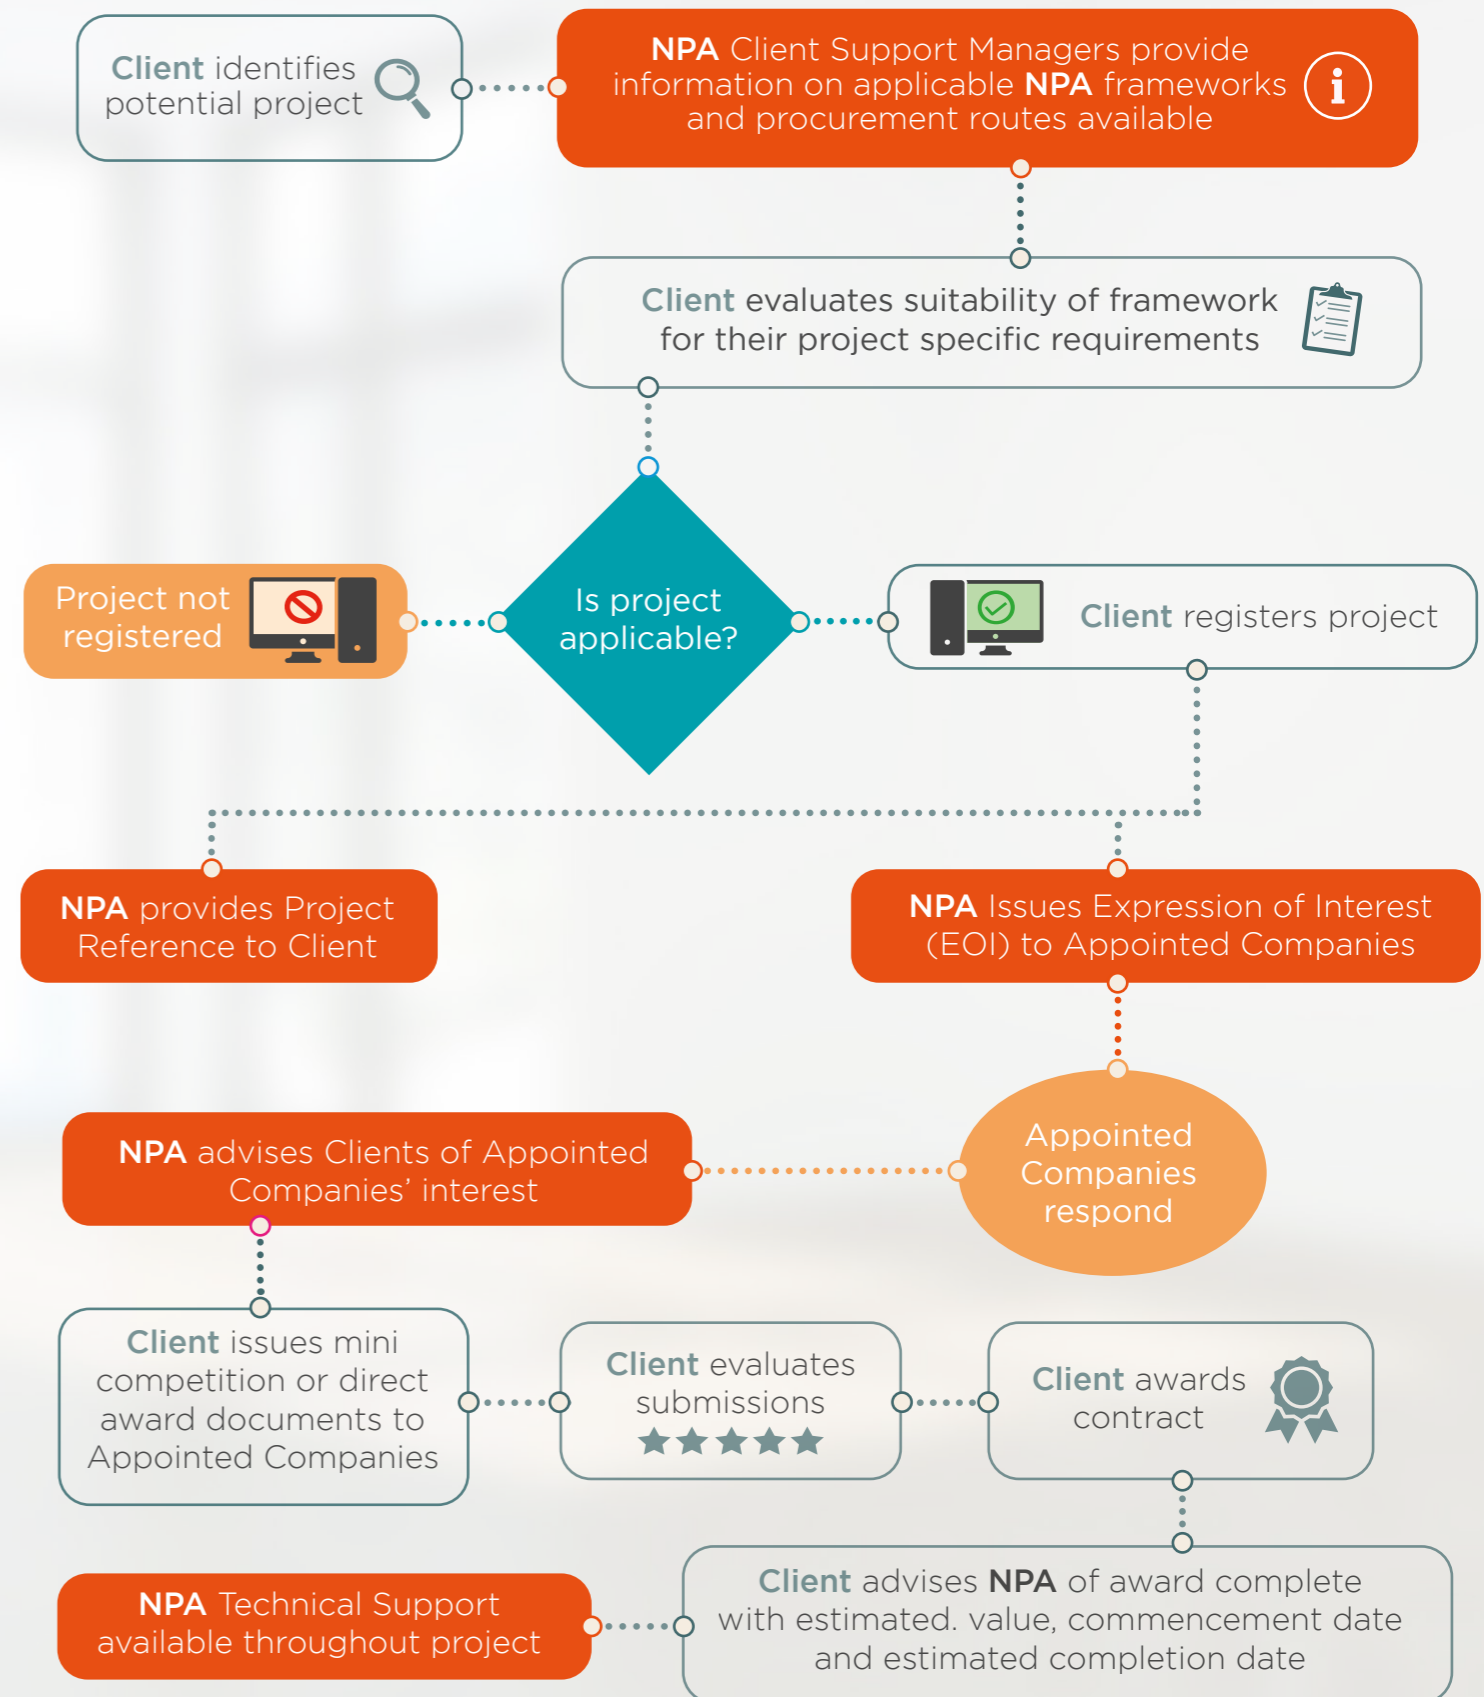 Client identifies
potential project
NPA Client Support Managers provide
information on applicable NPA frameworks
and procurement routes available
i
Client evaluates suitability of framework
for their project specific requirements
Is project
applicable?
Project not
registered
Client registers project
NPA provides Project
Reference to Client
NPA Issues Expression of Interest
(EOI) to Appointed Companies
Appointed
Companies
respond
NPA advises Clients of Appointed
Companies’ interest
Client issues mini
competition or direct
award documents to
Appointed Companies
Client evaluates
submissions
Client awards
contract
Client advises NPA of award complete
with estimated. value, commencement date
and estimated completion date
NPA Technical Support
available throughout project